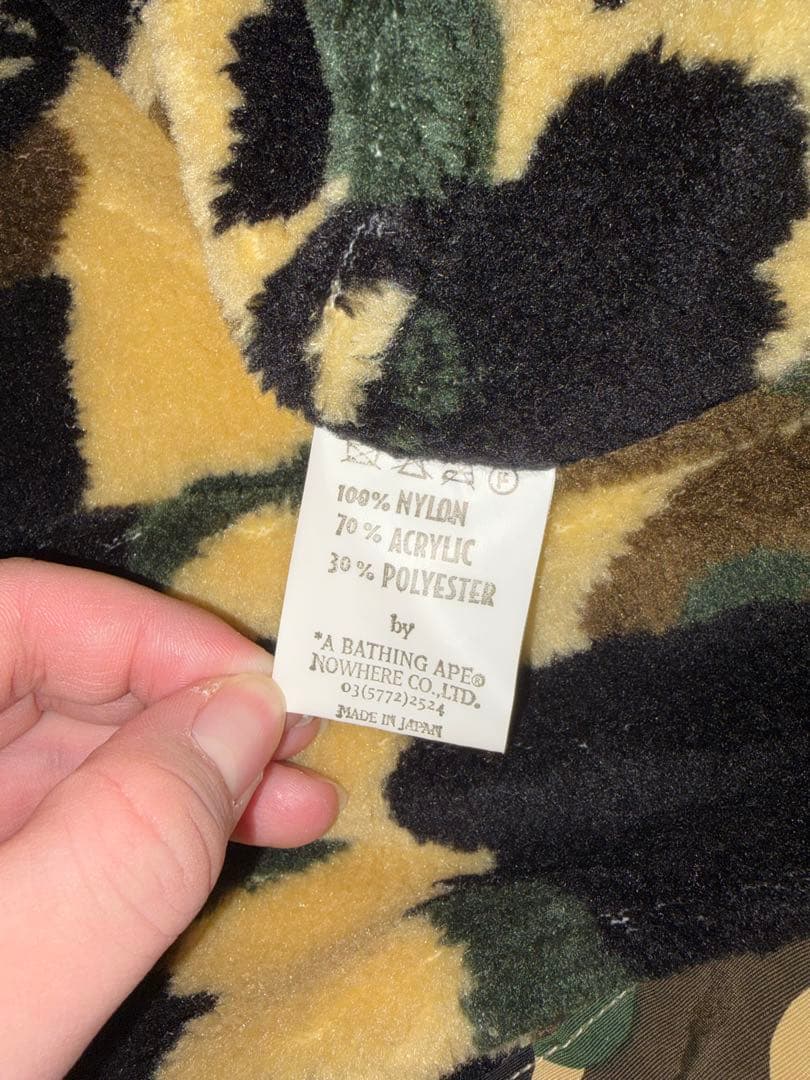 F
100% NYLON
70% ACRYLIC
30% POLYESTER
by
*A BATHING APE®
NOWHERE CO.,LTD.
03(5772)2524
MADE IN JAPAN